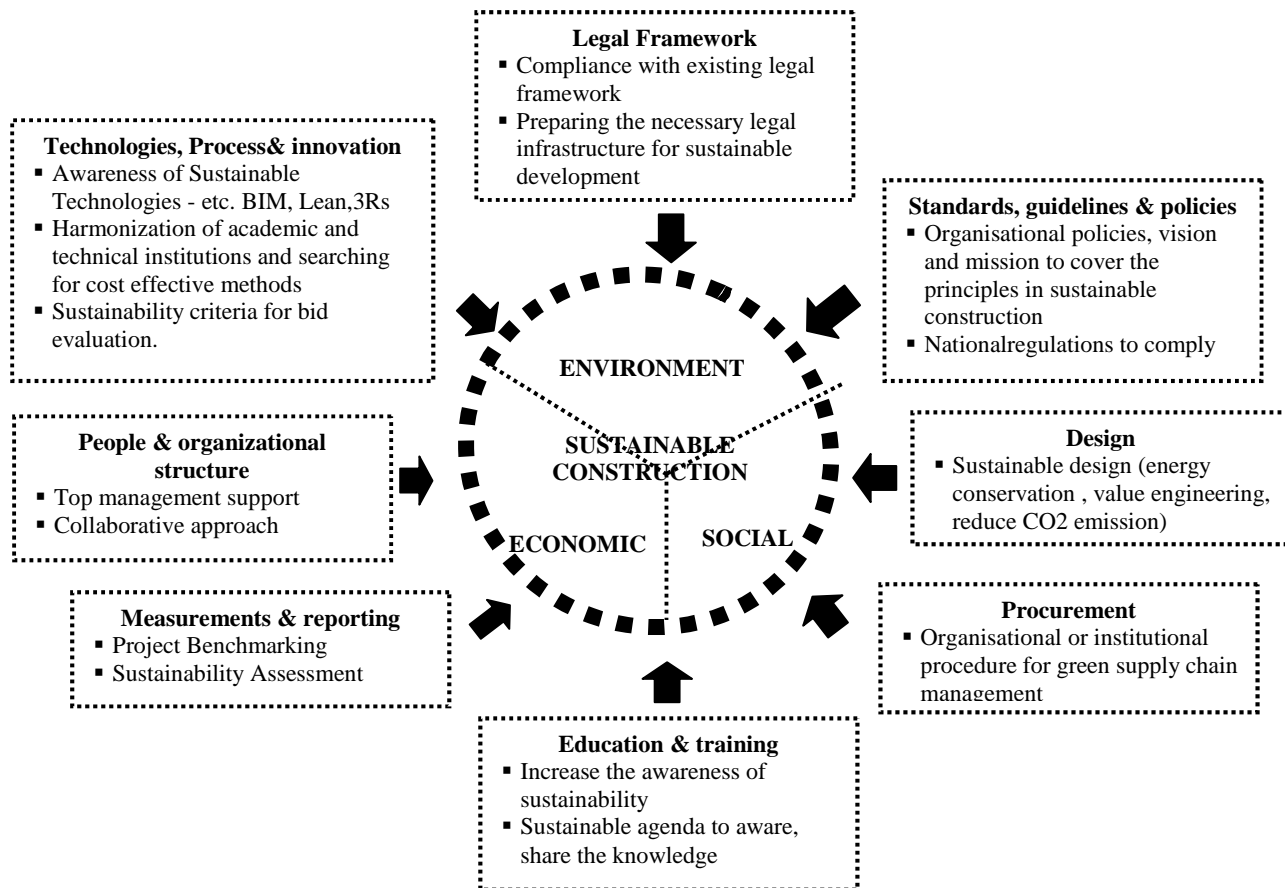 Legal Framework
▪ Compliance with existing legal
framework
▪ Preparing the necessary legal
infrastructure for sustainable
development
Technologies, Process& innovation
▪ Awareness of Sustainable
Technologies - etc. BIM, Lean,3Rs
▪ Harmonization of academic and
technical institutions and searching
for cost effective methods
▪ Sustainability criteria for bid
evaluation.
Standards, guidelines & policies
▪ Organisational policies, vision
and mission to cover the
principles in sustainable
construction
▪ Nationalregulations to comply
ENVIRONMENT
SUSTAINABLE
CONSTRUCTION
ECONOMIC
SOCIAL
People & organizational
structure
▪ Top management support
▪ Collaborative approach
Design
▪ Sustainable design (energy
conservation , value engineering,
reduce CO2 emission)
Measurements & reporting
▪ Project Benchmarking
▪ Sustainability Assessment
Procurement
▪ Organisational or institutional
procedure for green supply chain
management
Education & training
▪ Increase the awareness of
sustainability
▪ Sustainable agenda to aware,
share the knowledge